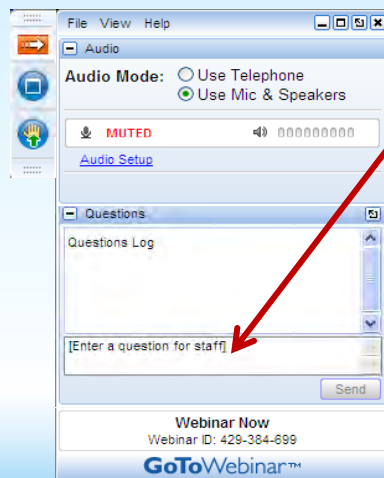 File View Help
Audio
Audio Mode: Use Telephone
Use Mic & Speakers
MUTED 000000000
Audio Setup
Questions
Questions Log
[Enter a question for staff]
Send
Webinar Now
Webinar ID: 429-384-699
GoToWebinar™